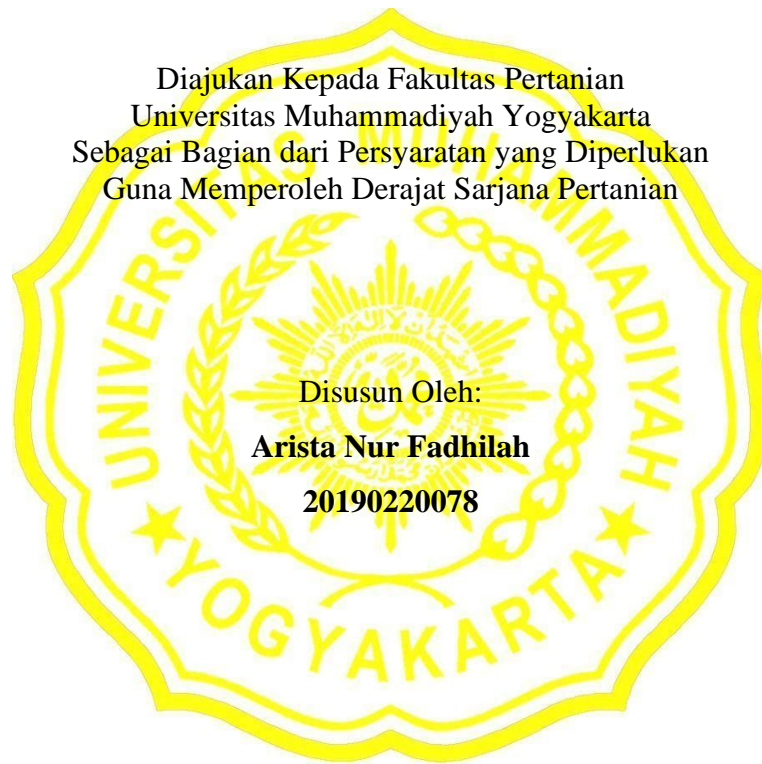 Diajukan Kepada Fakultas Pertanian
Universitas Muhammadiyah Yogyakarta
Sebagai Bagian dari Persyaratan yang Diperlukan
Guna Memperoleh Derajat Sarjana Pertanian
UNIVERSITAS MUHAMMADIYAH
Disusun Oleh:
Arista Nur Fadhilah
20190220078
YOGYAKARTA